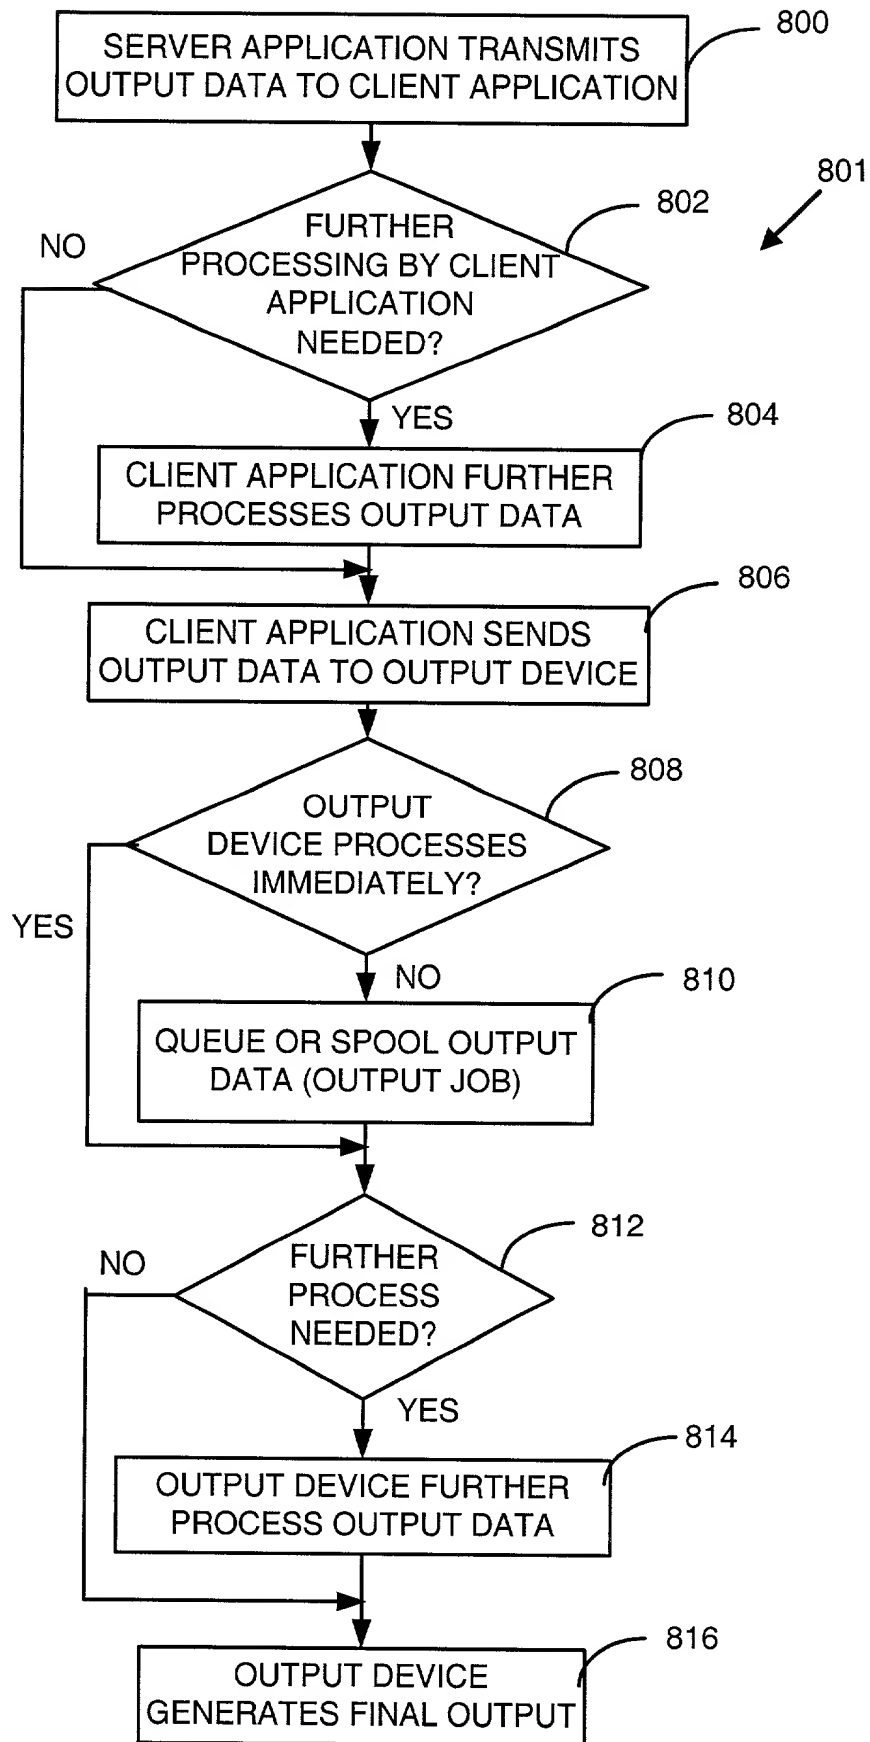 800
SERVER APPLICATION TRANSMITS
OUTPUT DATA TO CLIENT APPLICATION
801
802
NO
FURTHER
PROCESSING BY CLIENT
APPLICATION
NEEDED?
YES
804
CLIENT APPLICATION FURTHER
PROCESSES OUTPUT DATA
806
CLIENT APPLICATION SENDS
OUTPUT DATA TO OUTPUT DEVICE
808
OUTPUT
DEVICE PROCESSES
IMMEDIATELY?
YES
NO
810
QUEUE OR SPOOL OUTPUT
DATA (OUTPUT JOB)
812
NO
FURTHER
PROCESS
NEEDED?
YES
814
OUTPUT DEVICE FURTHER
PROCESS OUTPUT DATA
816
OUTPUT DEVICE
GENERATES FINAL OUTPUT